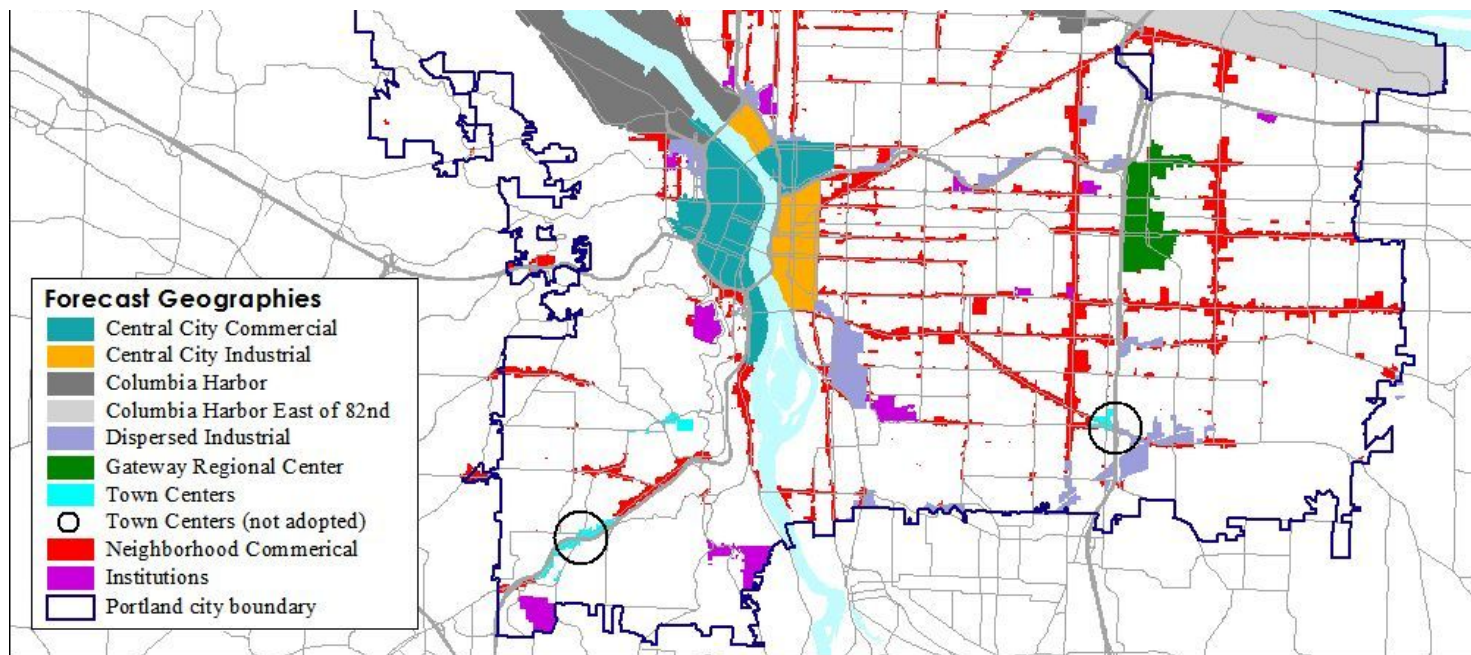 Forecast Geographies
Central City Commercial
Central City Industrial
Columbia Harbor
Columbia Harbor East of 82nd
Dispersed Industrial
Gateway Regional Center
Town Centers
Town Centers (not adopted)
Neighborhood Commerical
Institutions
Portland city boundary